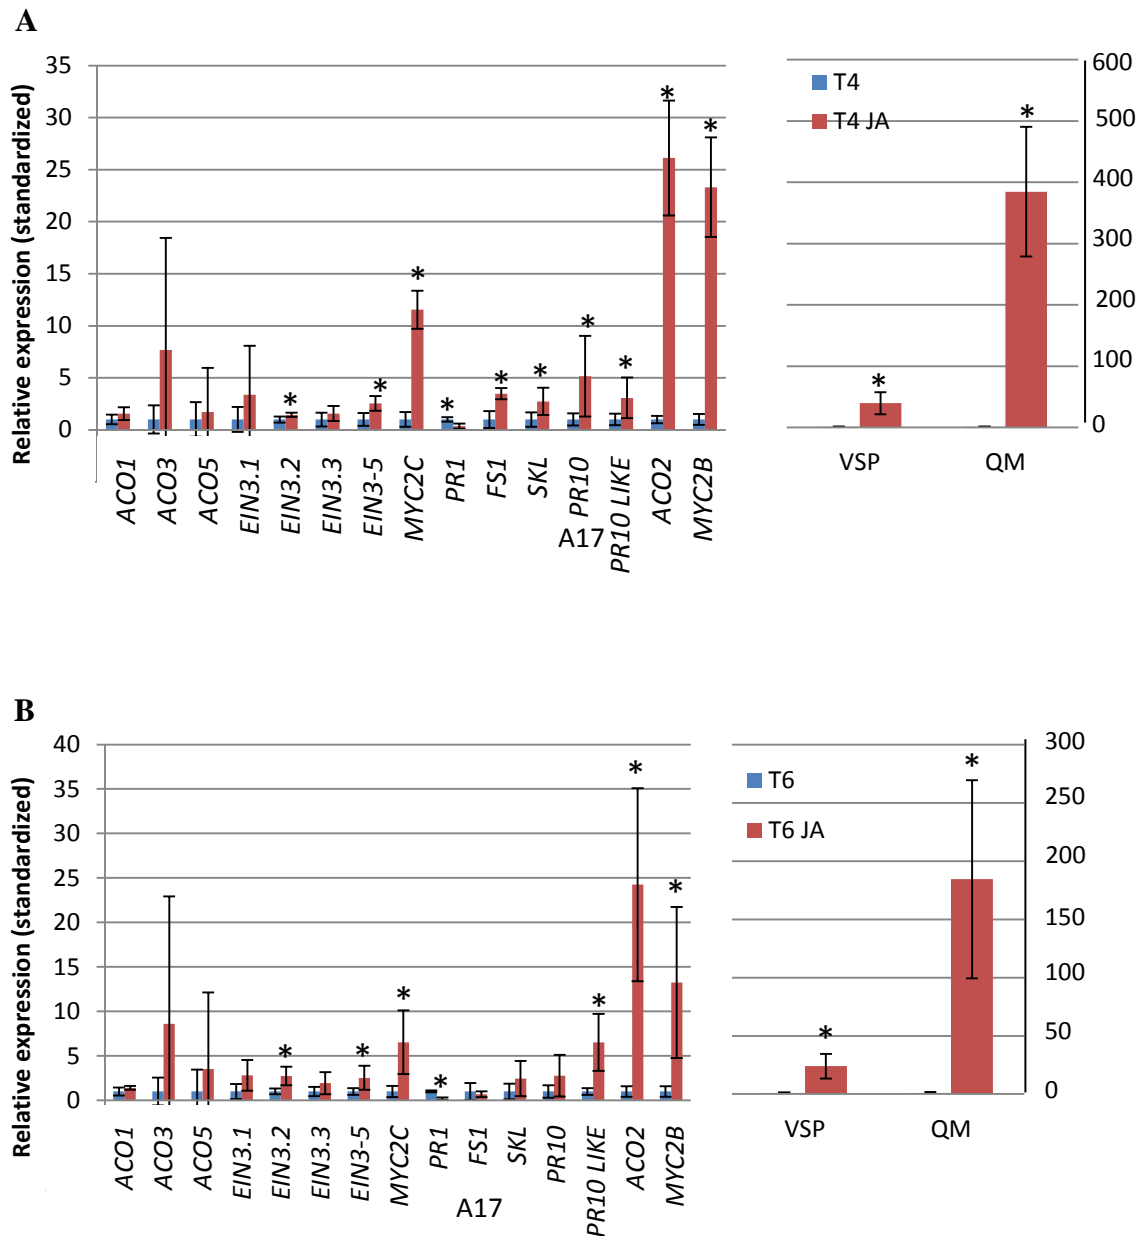 A
Relative expression (standardized)
35
30
25
20
15
10
5
0
*
*
*
*
*
*
*
*
*
*
*
ACO1
ACO3
ACO5
EIN3.1
EIN3.2
EIN3.3
EIN3-5
MYC2C
PR1
FS1
SKL
PR10
PR10 LIKE
ACO2
MYC2B
A17
T4
T4 JA
600
500
400
300
200
100
0
*
*
VSP
QM
B
Relative expression (standardized)
40
35
30
25
20
15
10
5
0
*
*
*
*
*
*
*
ACO1
ACO3
ACO5
EIN3.1
EIN3.2
EIN3.3
EIN3-5
MYC2C
PR1
FS1
SKL
PR10
PR10 LIKE
ACO2
MYC2B
A17
T6
T6 JA
300
250
200
150
100
50
0
*
*
VSP
QM